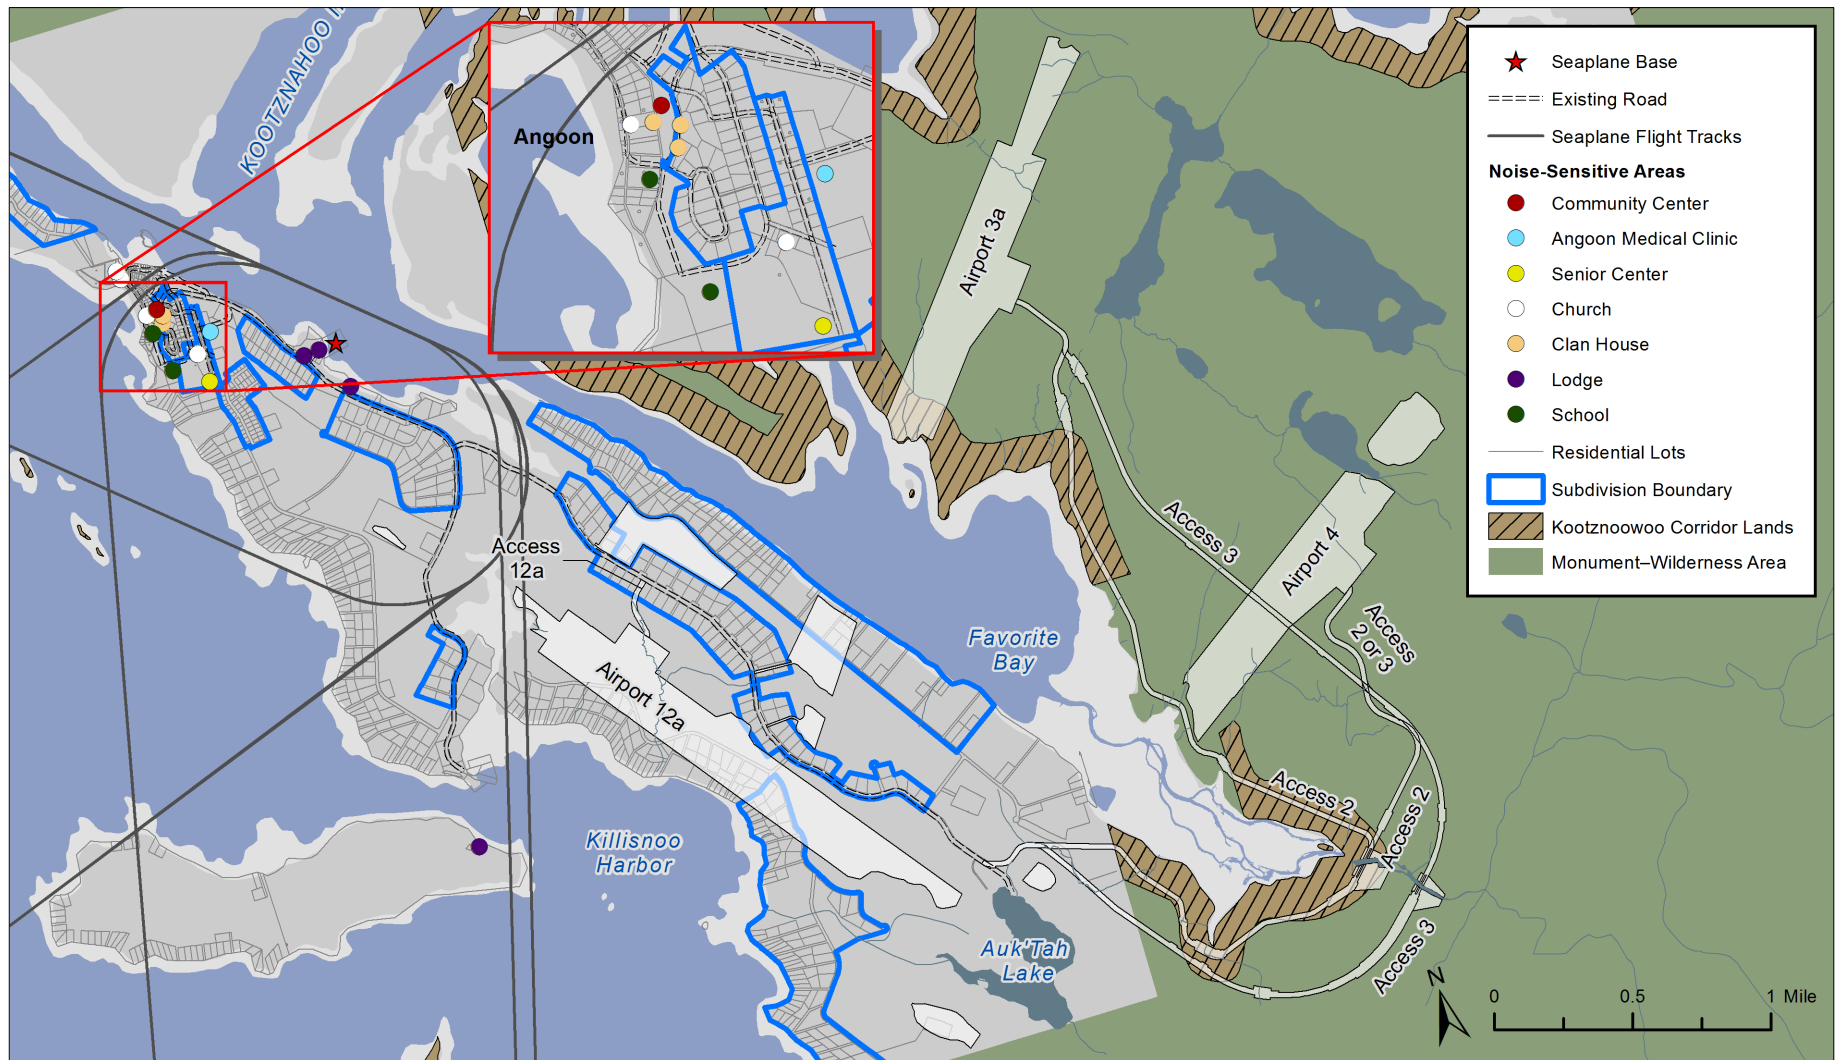 KOOTZNAHOO I
Angoon
Airport 3a
Access 3
Airport 4
Access
2 or 3
Access
12a
Airport 12a
Favorite
Bay
Killisnoo
Harbor
Access 2
Access 2
Access 3
Auk'Tah
Lake
Seaplane Base
Existing Road
Seaplane Flight Tracks
Noise-Sensitive Areas
Community Center
Angoon Medical Clinic
Senior Center
Church
Clan House
Lodge
School
Residential Lots
Subdivision Boundary
Kootznoowoo Corridor Lands
Monument–Wilderness Area
N
0 0.5 1 Mile